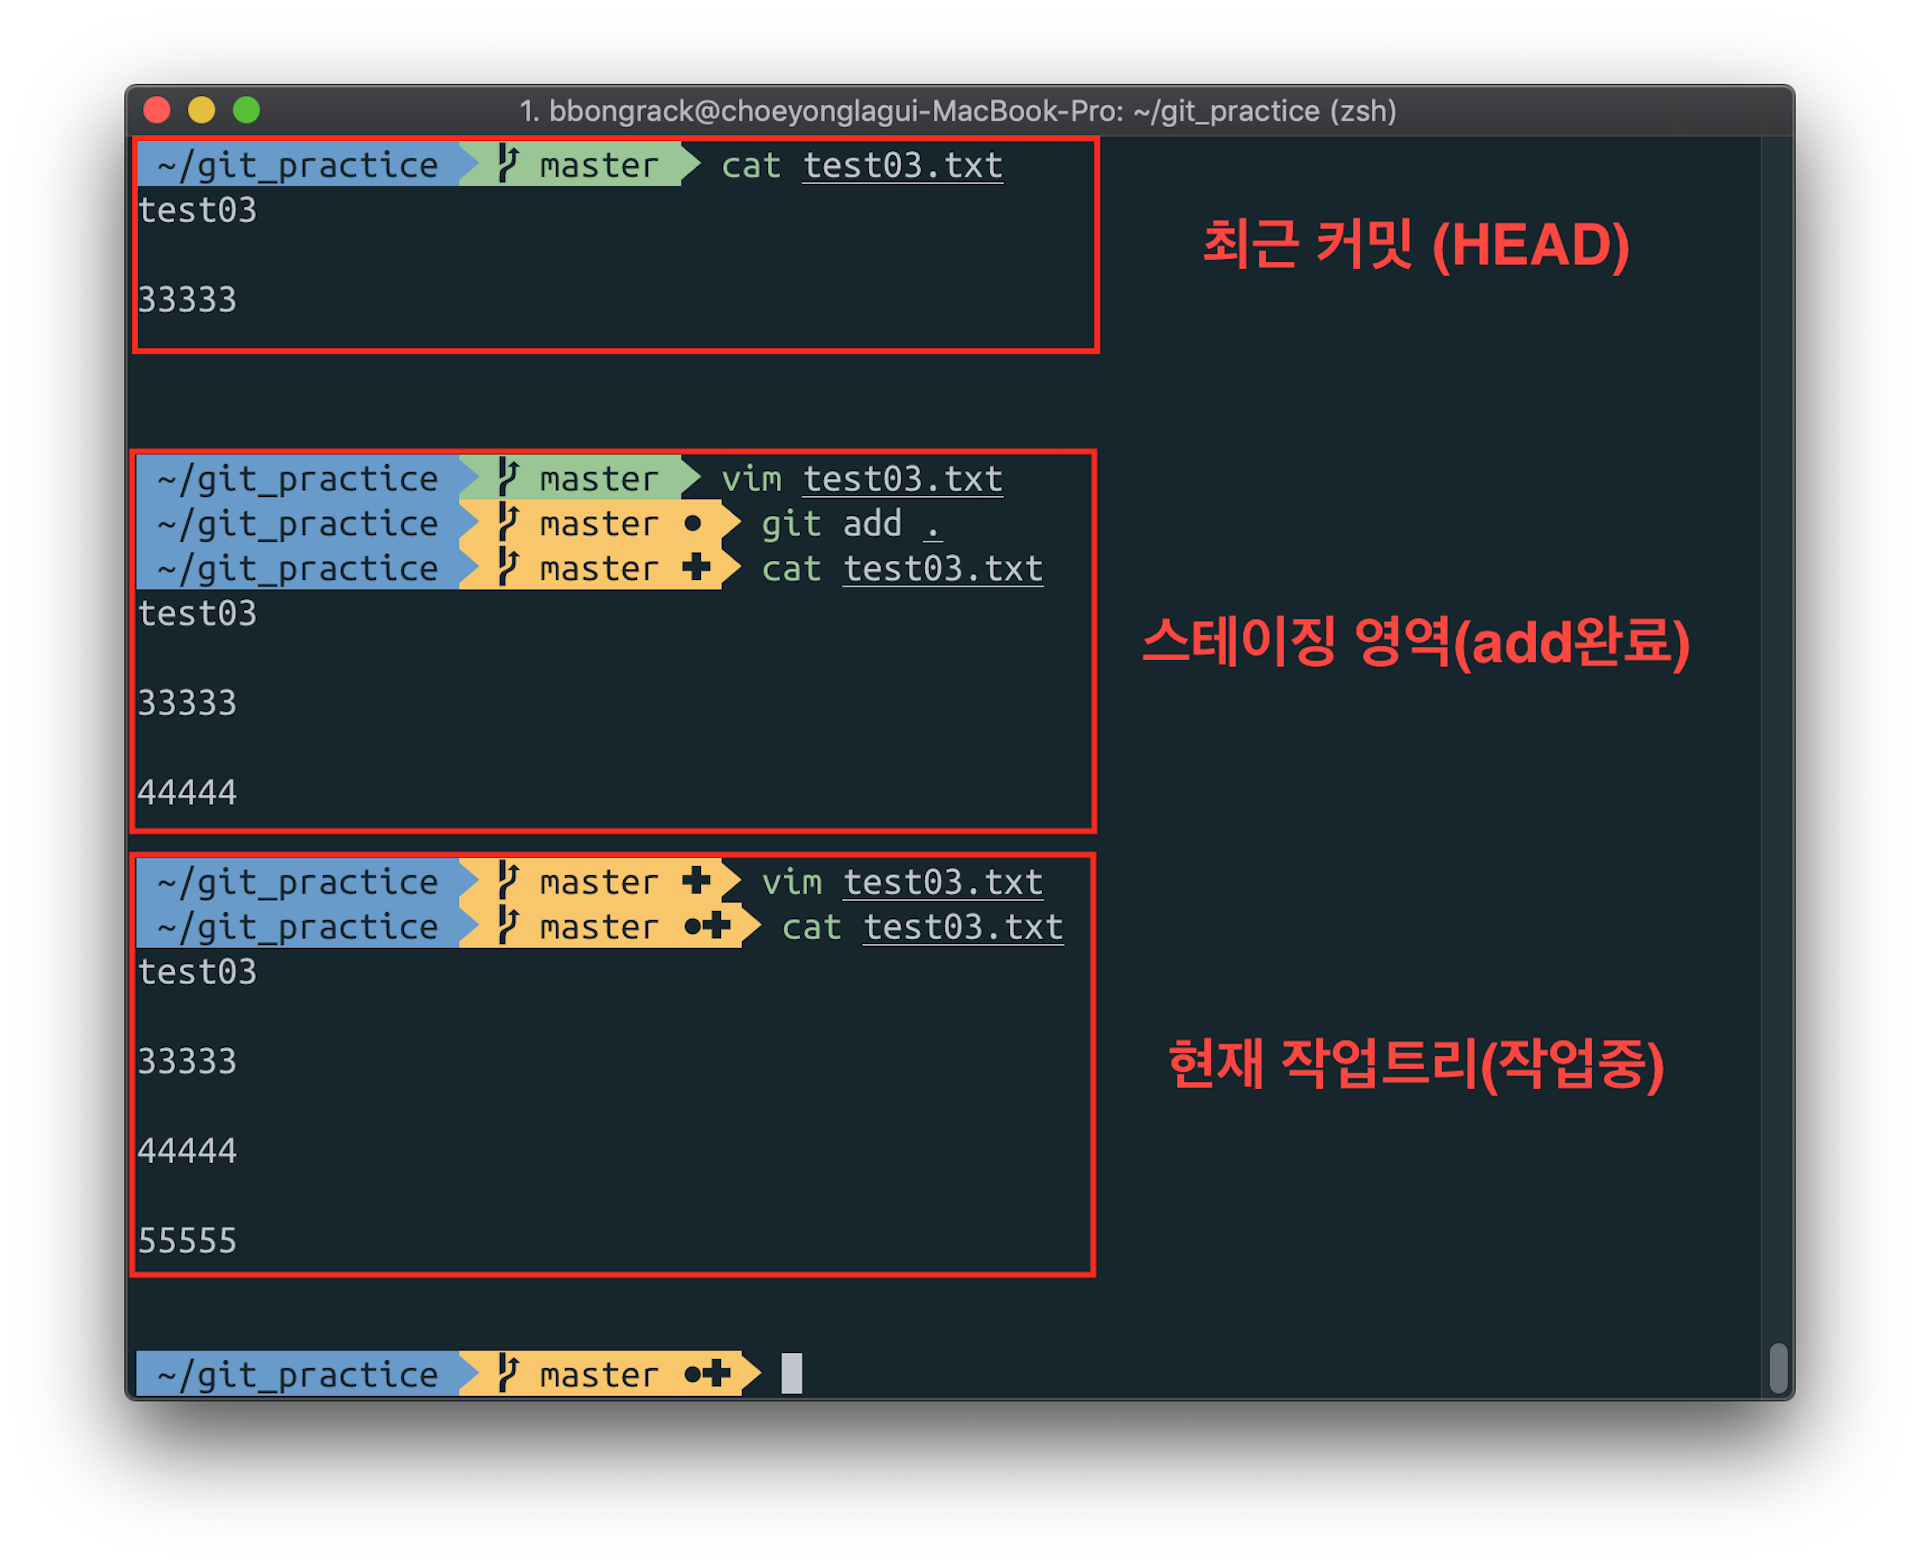 1. bbongrack@choeyonglagui-MacBook-Pro: ~/git_practice (zsh)
~/git_practice master cat test03.txt
test03
33333
최근 커밋 (HEAD)
~/git_practice master vim test03.txt
~/git_practice master ● git add .
~/git_practice master ✚ cat test03.txt
test03
33333
44444
스테이징 영역(add완료)
~/git_practice master ✚ vim test03.txt
~/git_practice master ●✚ cat test03.txt
test03
33333
44444
55555
현재 작업트리(작업중)
~/git_practice master ●✚